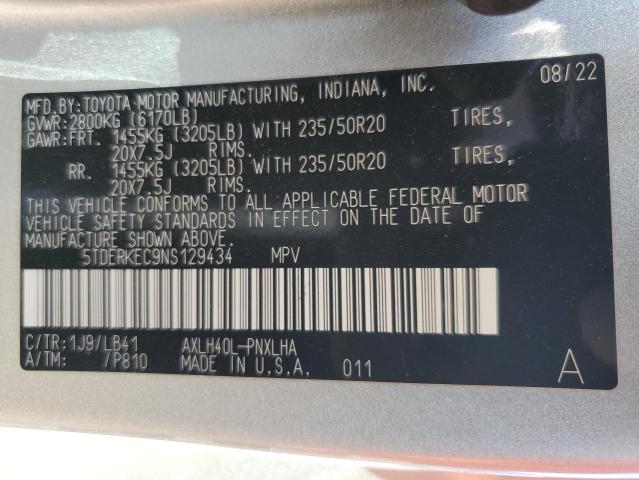 08/22
MFD.BY:TOYOTA MOTOR MANUFACTURING, INDIANA, INC.
GVWR:2800KG (6170LB)
GAWR:FRT. 1455KG (3205LB) WITH 235/50R20 TIRES,
20X7.5J RIMS.
RR. 1455KG (3205LB) WITH 235/50R20 TIRES,
20X7.5J RIMS.
THIS VEHICLE CONFORMS TO ALL APPLICABLE FEDERAL MOTOR
VEHICLE SAFETY STANDARDS IN EFFECT ON THE DATE OF
MANUFACTURE SHOWN ABOVE.
5TDERKEC9NS129434 MPV
C/TR:1J9/LB41 AXLH40L-PNXLHA
A/TM: /P810 MADE IN U.S.A. 011 A